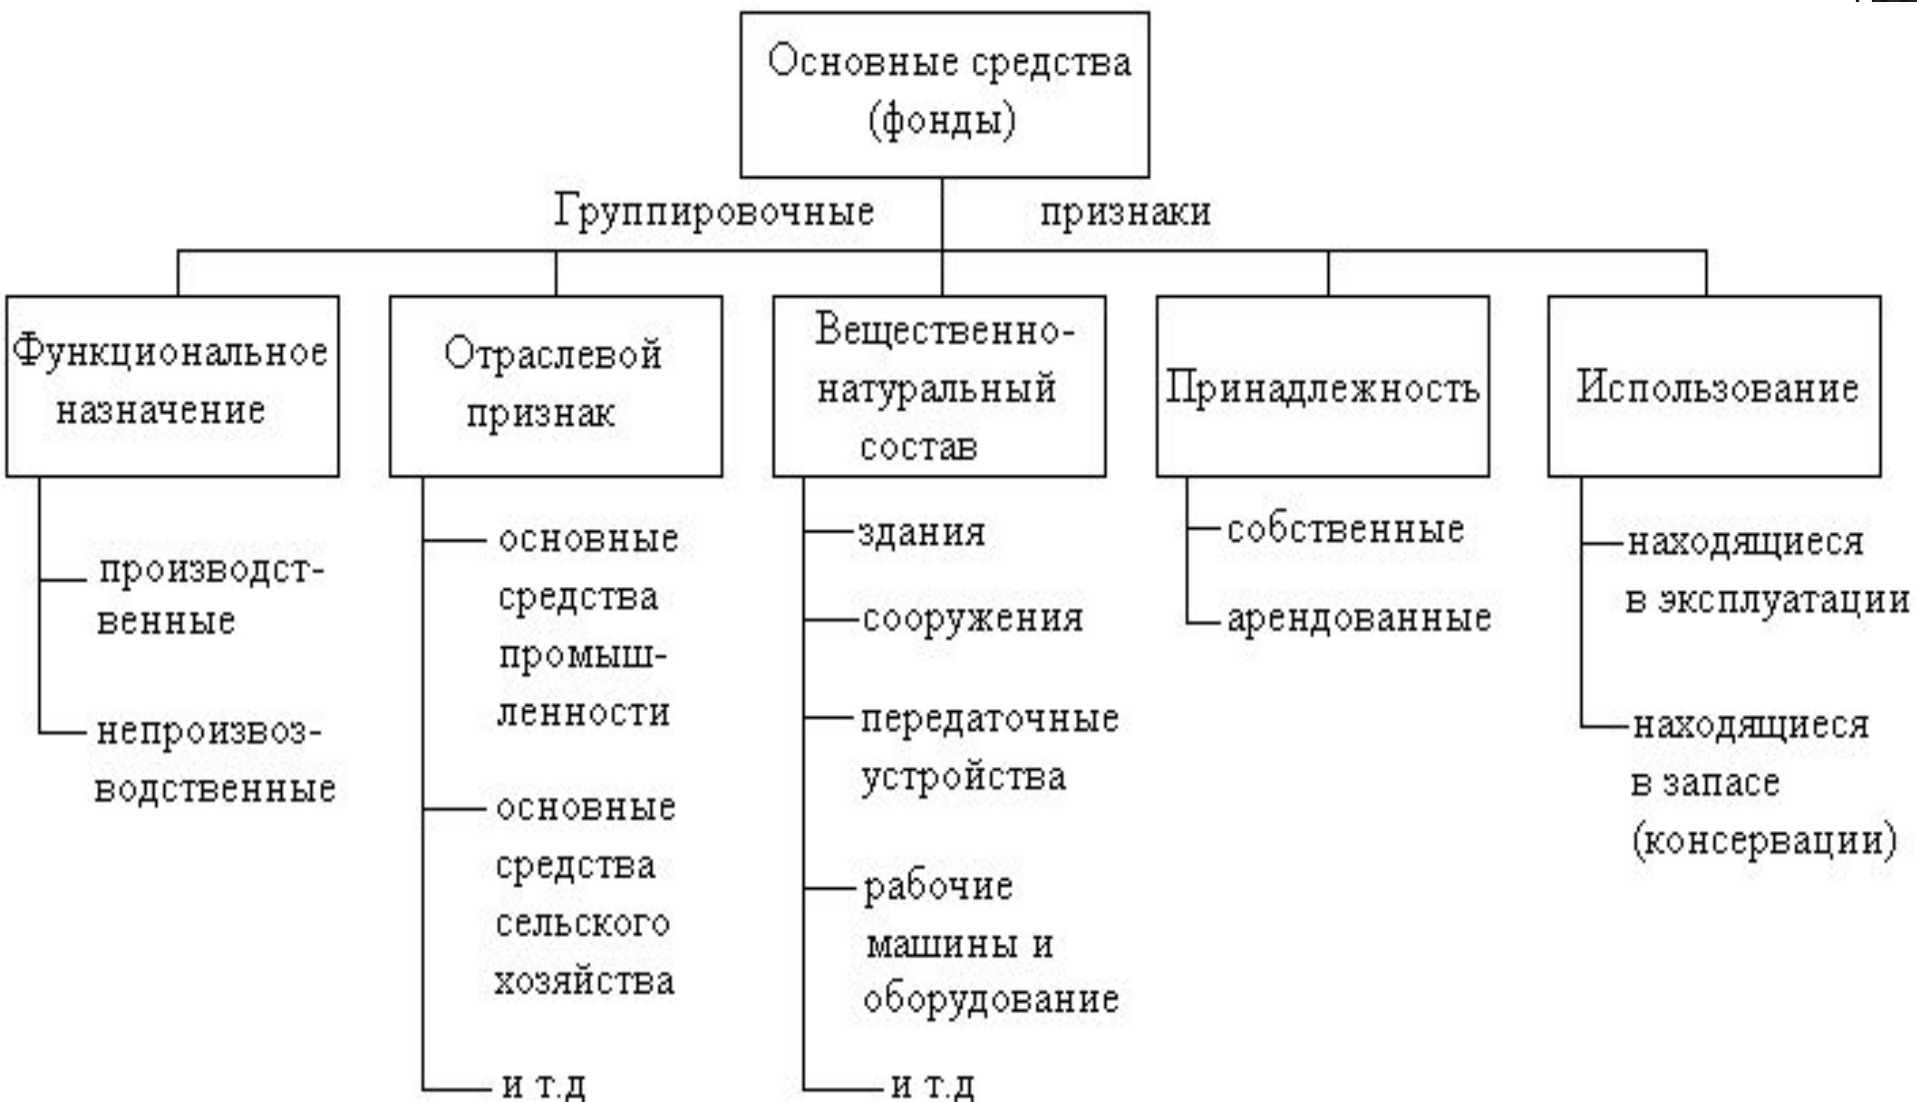 Основные средства
(фонды)
Группировочные признаки
Функциональное
назначение
производст-
венные
непроизвоз-
водственные
Отраслевой
признак
основные
средства
промыш-
ленности
основные
средства
сельского
хозяйства
и т.д
Вещественно-
натуральный
состав
здания
сооружения
передаточные
устройства
рабочие
машины и
оборудование
и т.д
Принадлежность
собственные
арендованные
Использование
находящиеся
в эксплуатации
находящиеся
в запасе
(консервации)